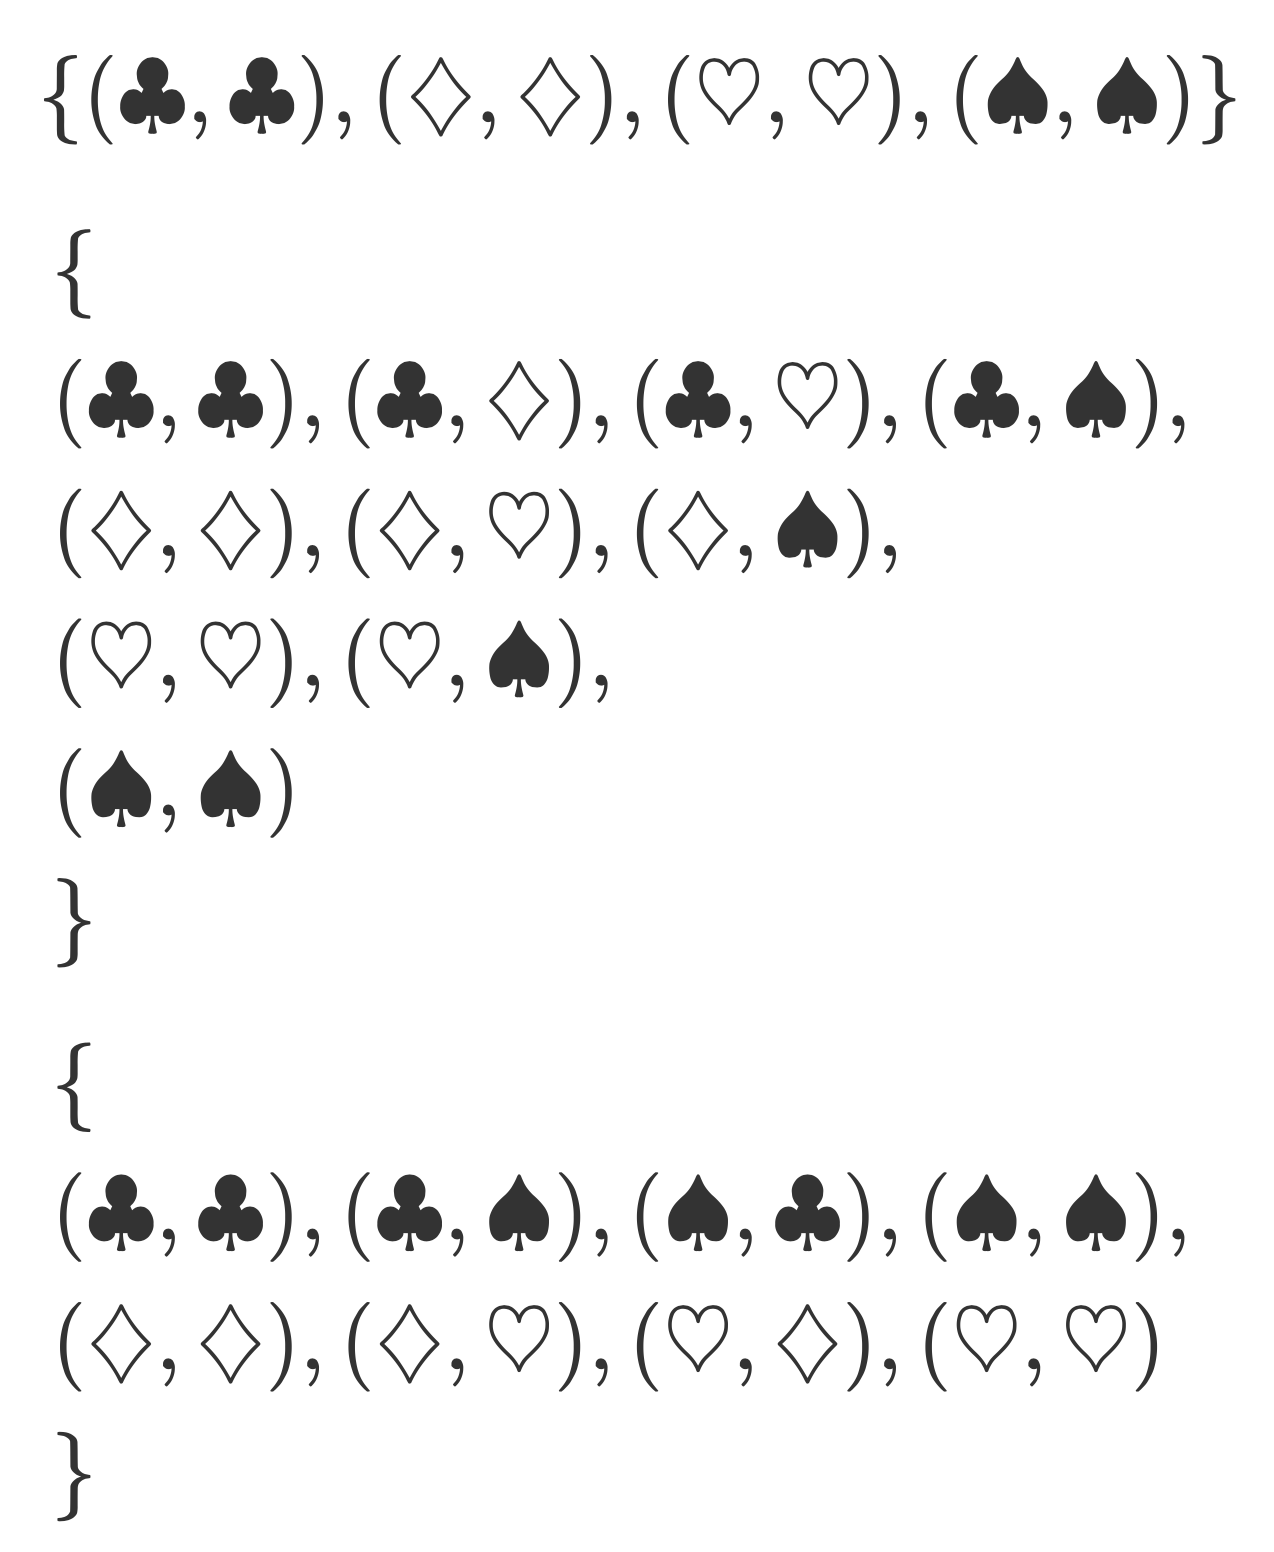 {(♣, ♣), (♢, ♢), (♡, ♡), (♠, ♠)}
{
(♣, ♣), (♣, ♢), (♣, ♡), (♣, ♠),
(♢, ♢), (♢, ♡), (♢, ♠),
(♡, ♡), (♡, ♠),
(♠, ♠)
}
{
(♣, ♣), (♣, ♠), (♠, ♣), (♠, ♠),
(♢, ♢), (♢, ♡), (♡, ♢), (♡, ♡)
}